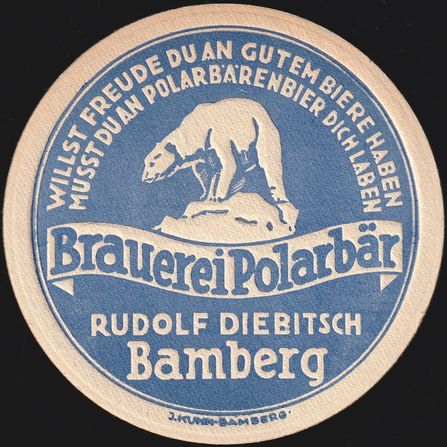 WILLST FREUDE DU AN GUTEM BIERE HABEN
MUSST DU AN POLARBÄRENBIER DICH LABEN
Brauerei Polarbär
RUDOLF DIEBITSCH
Bamberg
J. KUHN-BAMBERG.